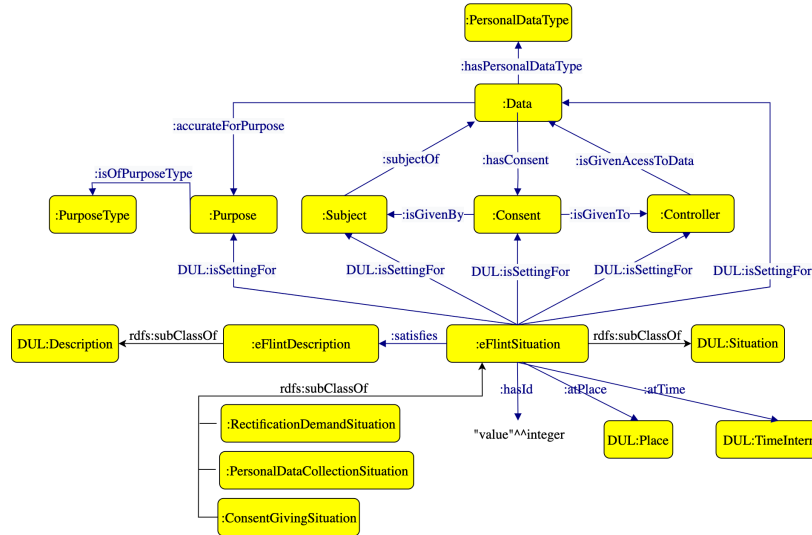 :PersonalDataType
:hasPersonalDataType
:Data
:accurateForPurpose
:subjectOf
:hasConsent
:isGivenAcessToData
:isOfPurposeType
:PurposeType
:Purpose
:Subject
:isGivenBy
:Consent
:isGivenTo
:Controller
DUL:isSettingFor
DUL:isSettingFor
DUL:isSettingFor
DUL:isSettingFor
DUL:isSettingFor
DUL:Description
rdfs:subClassOf
:eFlintDescription
:satisfies
:eFlintSituation
rdfs:subClassOf
DUL:Situation
rdfs:subClassOf
:hasId
:atPlace
:atTime
:RectificationDemandSituation
"value"^^integer
DUL:Place
DUL:TimeInterr
:PersonalDataCollectionSituation
:ConsentGivingSituation